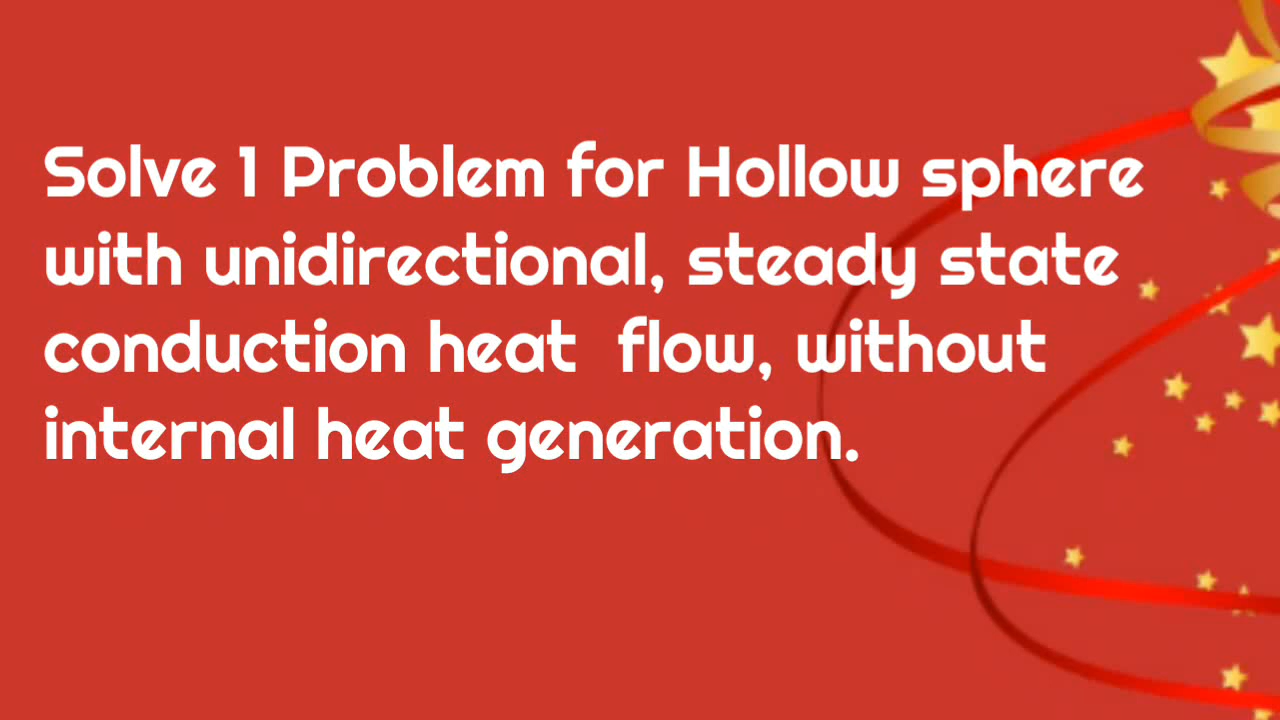 Solve 1 Problem for Hollow sphere
with unidirectional, steady state
conduction heat  flow, without
internal heat generation.